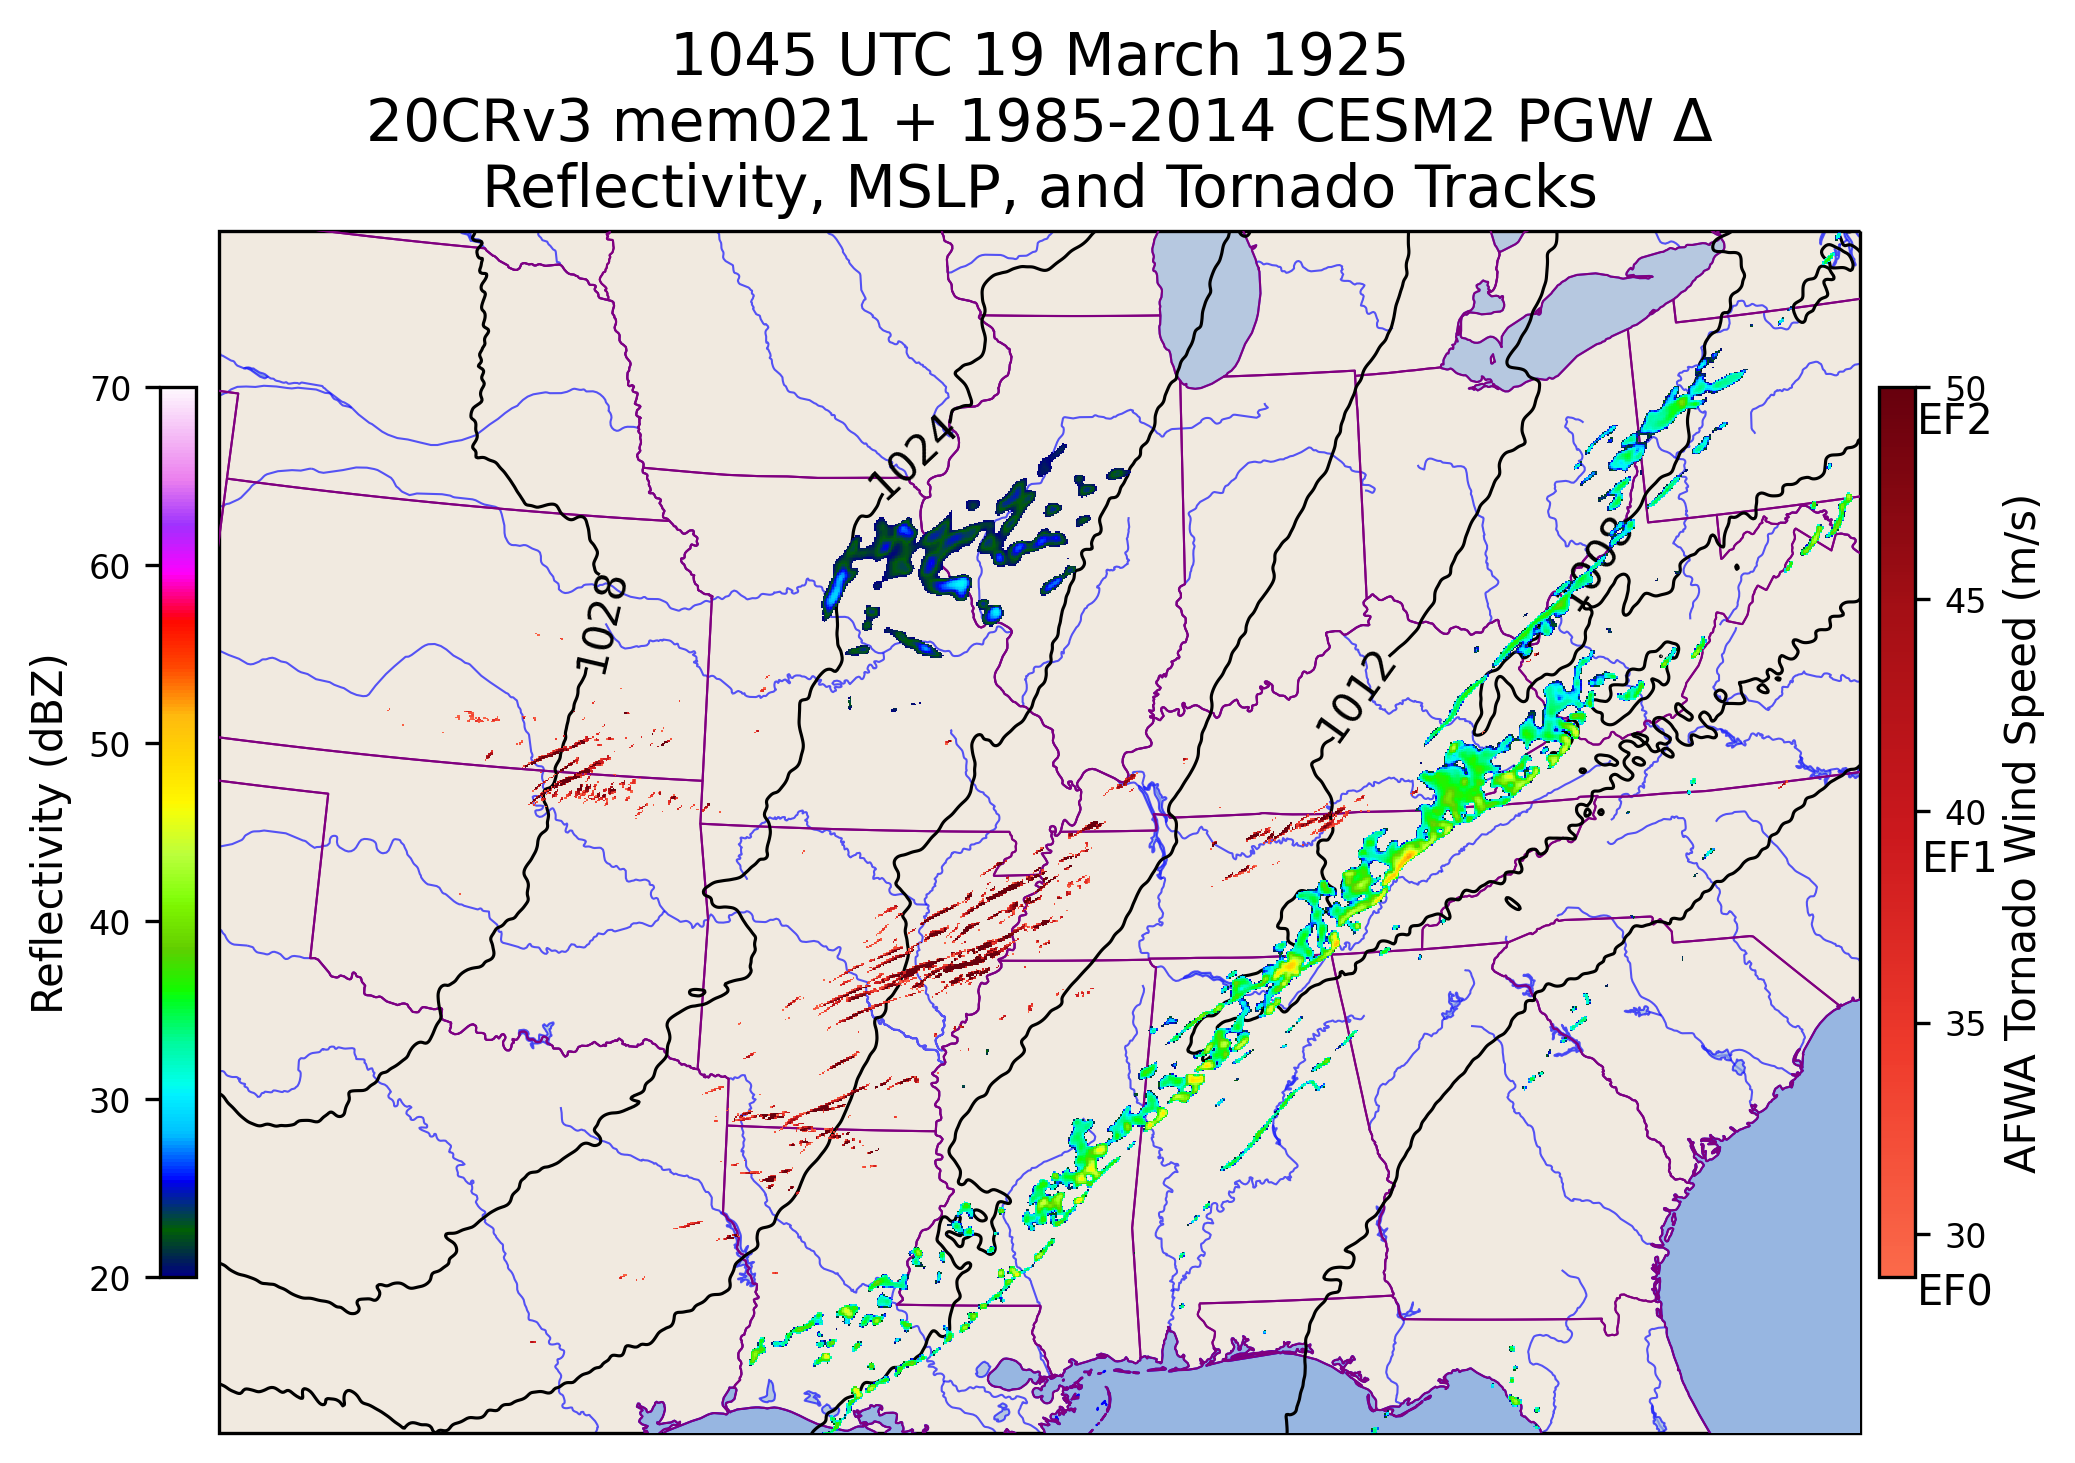 1045 UTC 19 March 1925
20CRv3 mem021 + 1985-2014 CESM2 PGW Δ
Reflectivity, MSLP, and Tornado Tracks
Reflectivity (dBZ)
70
60
50
40
30
20
1024
1028
1008
1012
50
EF2
45
40
EF1
35
30
EF0
AFWA Tornado Wind Speed (m/s)